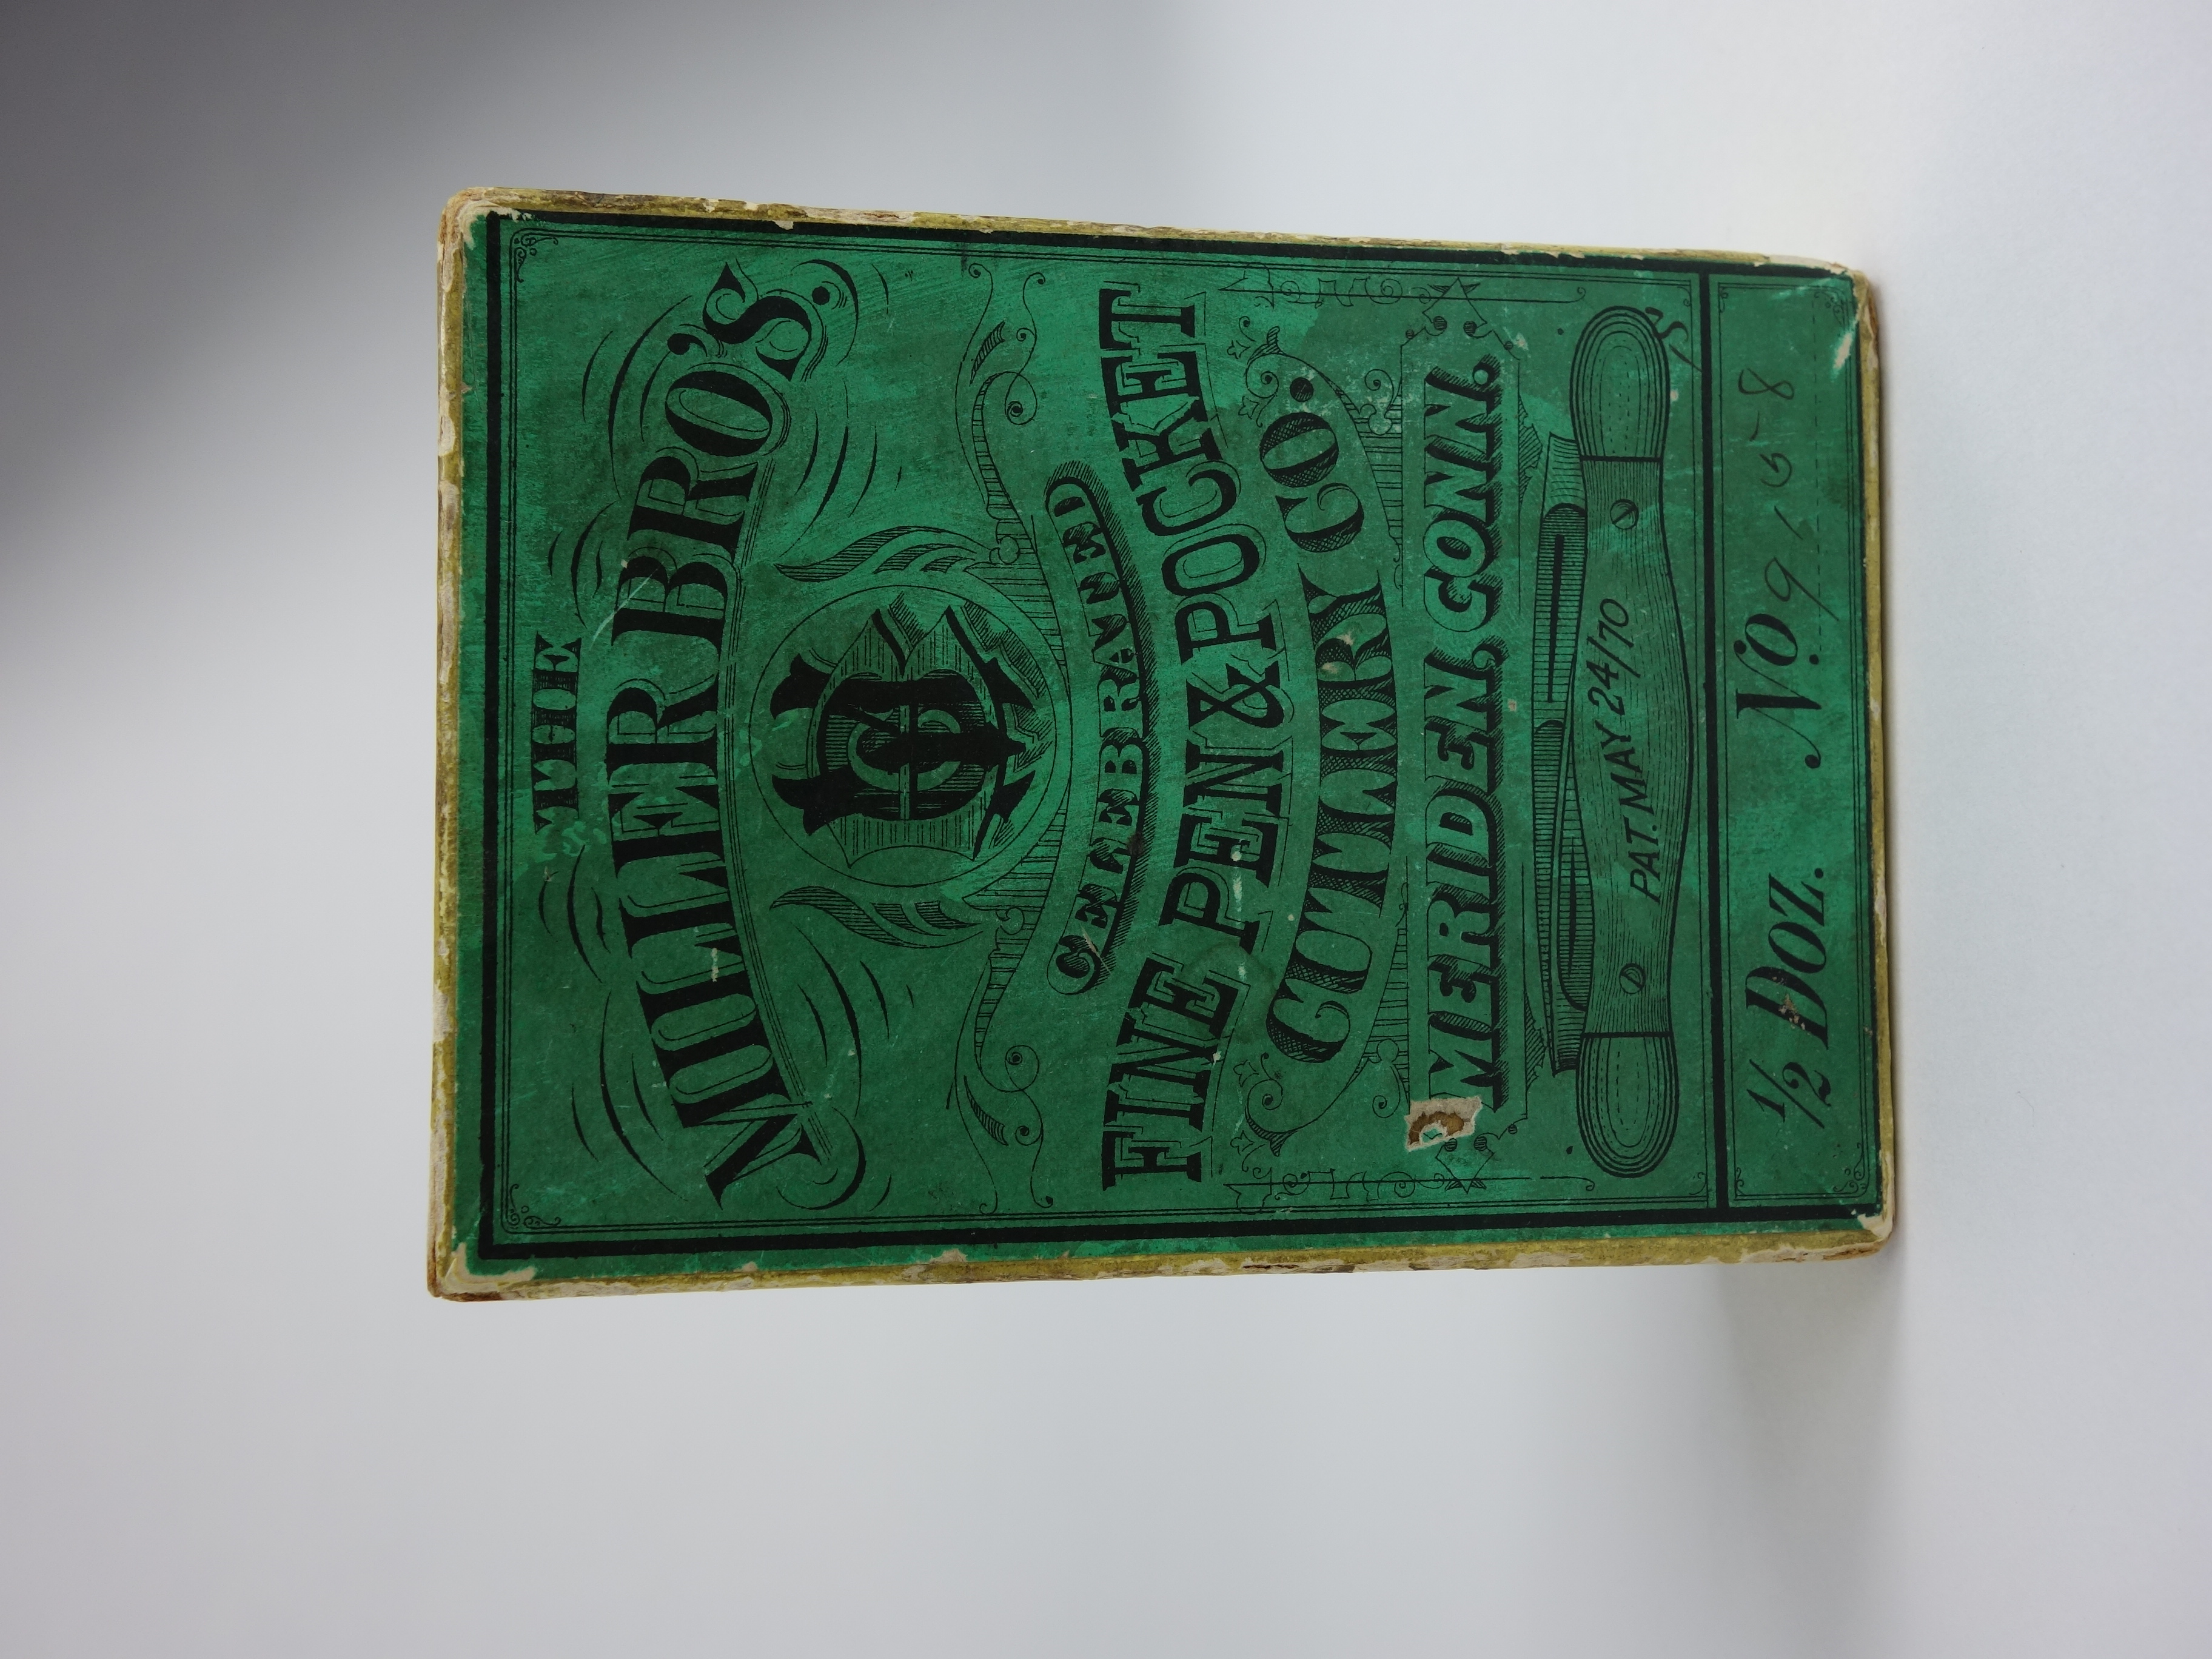 THE
MILLER BRO'S.
CELEBRATED
FINE PEN & POCKET
CUTLERY CO.
MERIDEN, CONN.
PAT. MAY 24/70
1/2 DOZ. No. 9158